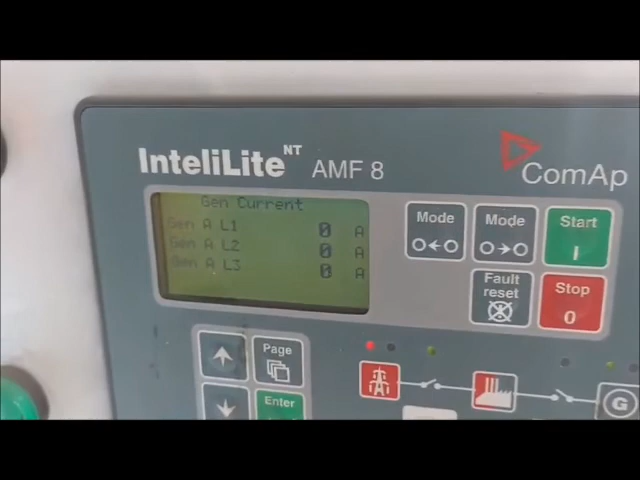 InteliLite NT AMF 8
ComAp
Gen Current
Gen A L1 0 A
Gen A L2 0 A
Gen A L3 0 A
Mode
Mode
Start
I
Fault
reset
Stop
0
Page
Enter
G